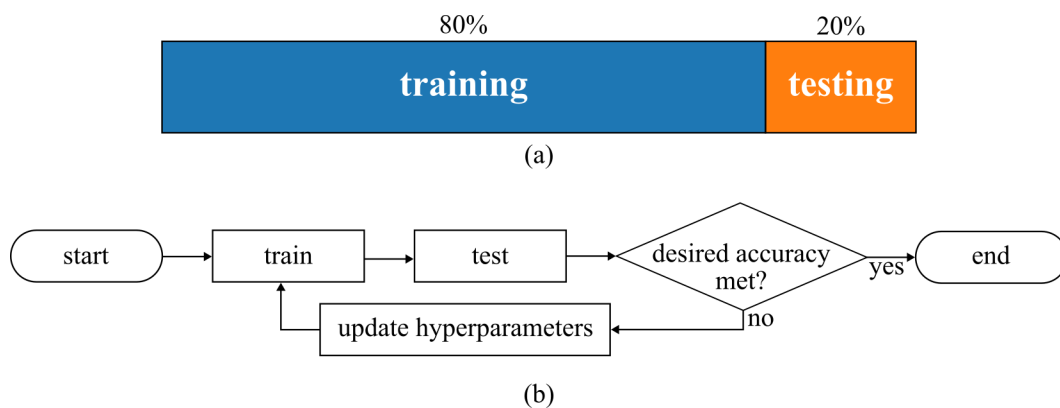 80%
20%
training
testing
(a)
start
train
test
desired accuracy
met?
yes
end
no
update hyperparameters
(b)